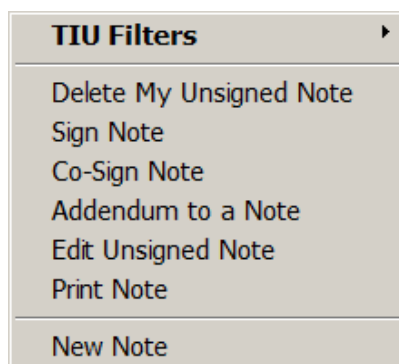 TIU Filters
Delete My Unsigned Note
Sign Note
Co-Sign Note
Addendum to a Note
Edit Unsigned Note
Print Note
New Note